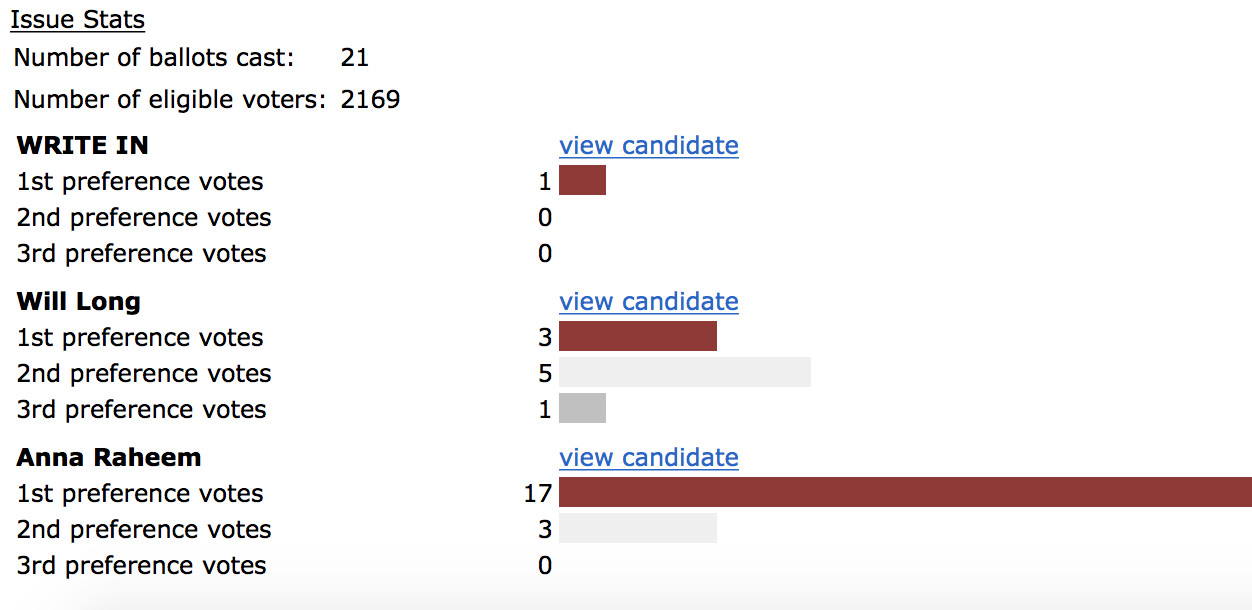 Issue Stats
Number of ballots cast: 21
Number of eligible voters: 2169
WRITE IN view candidate
1st preference votes 1
2nd preference votes 0
3rd preference votes 0
Will Long view candidate
1st preference votes 3
2nd preference votes 5
3rd preference votes 1
Anna Raheem view candidate
1st preference votes 17
2nd preference votes 3
3rd preference votes 0